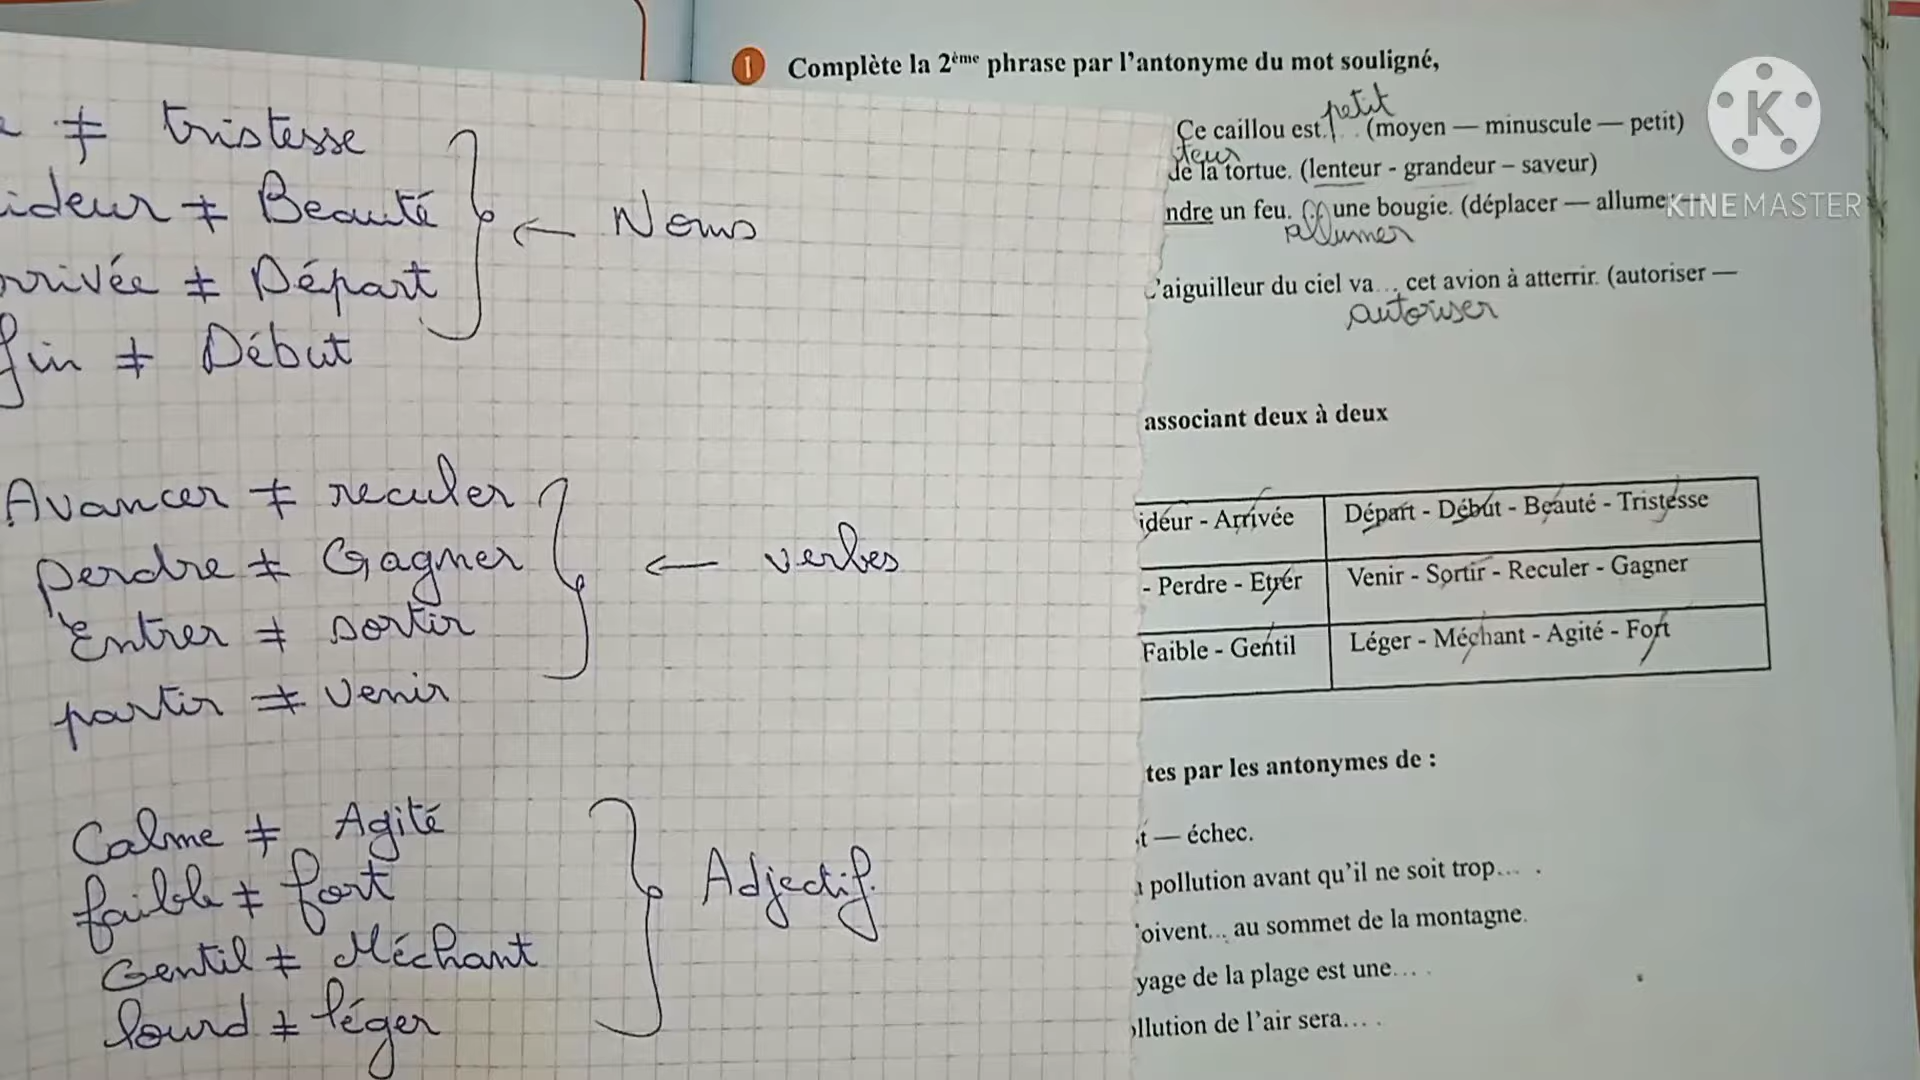 ≠ tristesse
ideur ≠ Beauté
rrivée ≠ Départ
fin ≠ Début
← Noms
Avancer ≠ reculer
perdre ≠ Gagner
Entrer ≠ sortir
partir ≠ venir
← verbes
Calme ≠ Agité
faible ≠ fort
Gentil ≠ Méchant
lourd ≠ léger
Adjectif.
1 Complète la 2ème phrase par l'antonyme du mot souligné,
petit
Ce caillou est... (moyen — minuscule — petit)
teur
de la tortue. (lenteur - grandeur – saveur)
ndre un feu. une bougie. (déplacer — allume
allumer
'aiguilleur du ciel va... cet avion à atterrir. (autoriser —
autoriser
associant deux à deux
ideur - Arrivée Départ - Début - Beauté - Tristesse
- Perdre - Etrer Venir - Sortir - Reculer - Gagner
Faible - Gentil Léger - Méchant - Agité - Fort
tes par les antonymes de :
t — échec.
pollution avant qu'il ne soit trop... .
oivent... au sommet de la montagne.
yage de la plage est une... .
llution de l'air sera... .
K
KINEMASTER